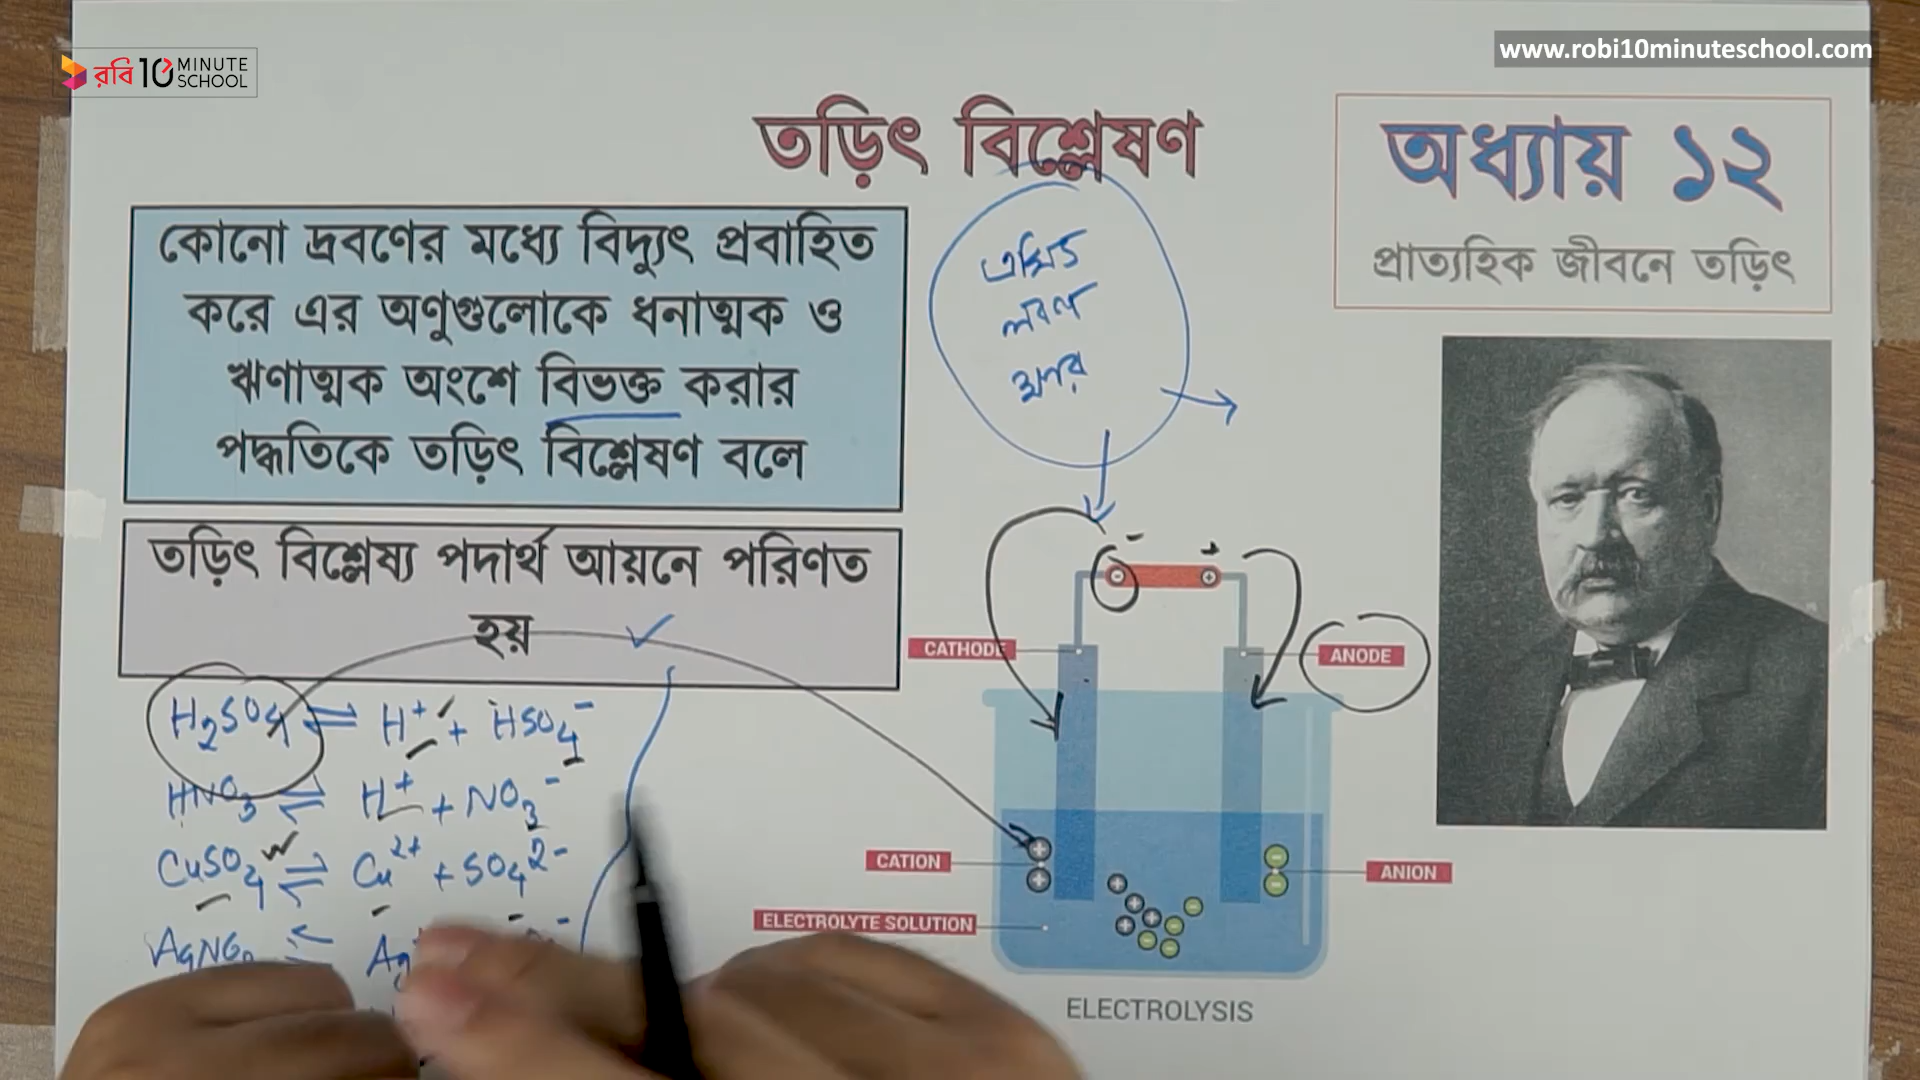 রবি 10 MINUTE SCHOOL
www.robi10minuteschool.com
তড়িৎ বিশ্লেষণ
অধ্যায় ১২
প্রাত্যহিক জীবনে তড়িৎ
কোনো দ্রবণের মধ্যে বিদ্যুৎ প্রবাহিত
করে এর অণুগুলোকে ধনাত্মক ও
ঋণাত্মক অংশে বিভক্ত করার
পদ্ধতিকে তড়িৎ বিশ্লেষণ বলে
এসিড
লবণ
ক্ষার
তড়িৎ বিশ্লেষ্য পদার্থ আয়নে পরিণত
হয়
H₂SO₄ ⇌ H⁺ + HSO₄⁻
HNO₃ ⇌ H⁺ + NO₃⁻
CuSO₄ ⇌ Cu²⁺ + SO₄²⁻
Ag
- +
CATHODE
ANODE
CATION
ANION
ELECTROLYTE SOLUTION
ELECTROLYSIS